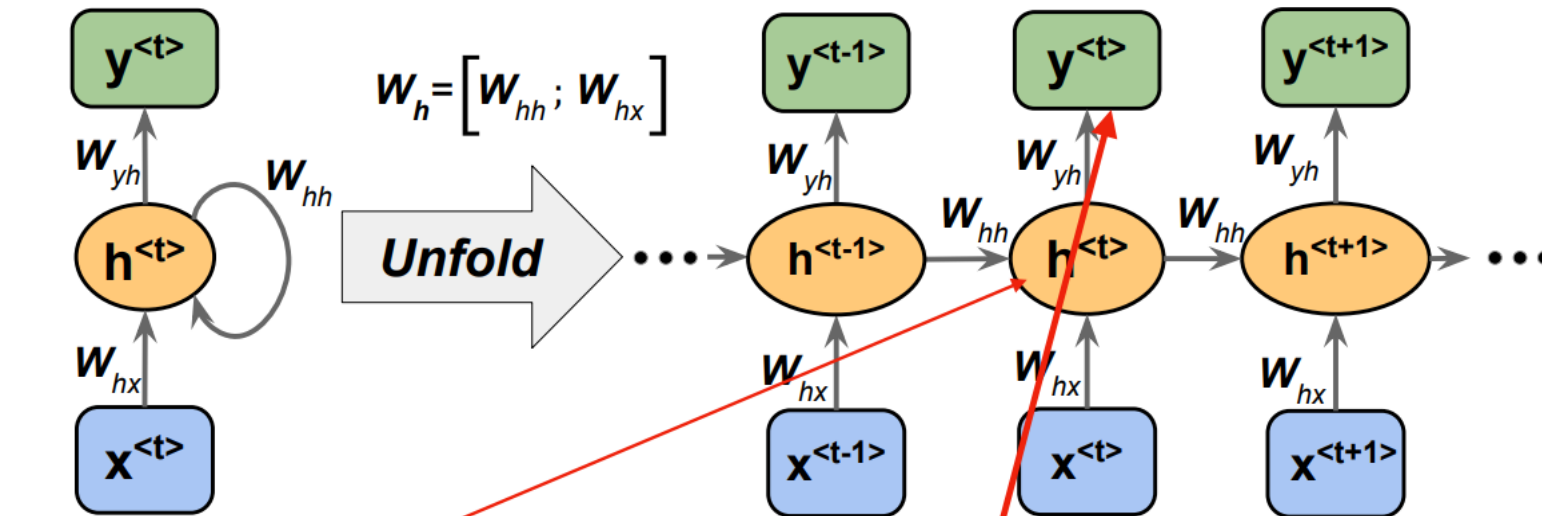 y<t>
W_yh
W_hh
h<t>
W_hx
x<t>
W_h=[W_hh; W_hx]
Unfold
•••
y<t-1>
y<t>
y<t+1>
W_yh
W_yh
W_yh
W_hh
W_hh
h<t-1>
h<t>
h<t+1>
•••
W_hx
W_hx
W_hx
x<t-1>
x<t>
x<t+1>